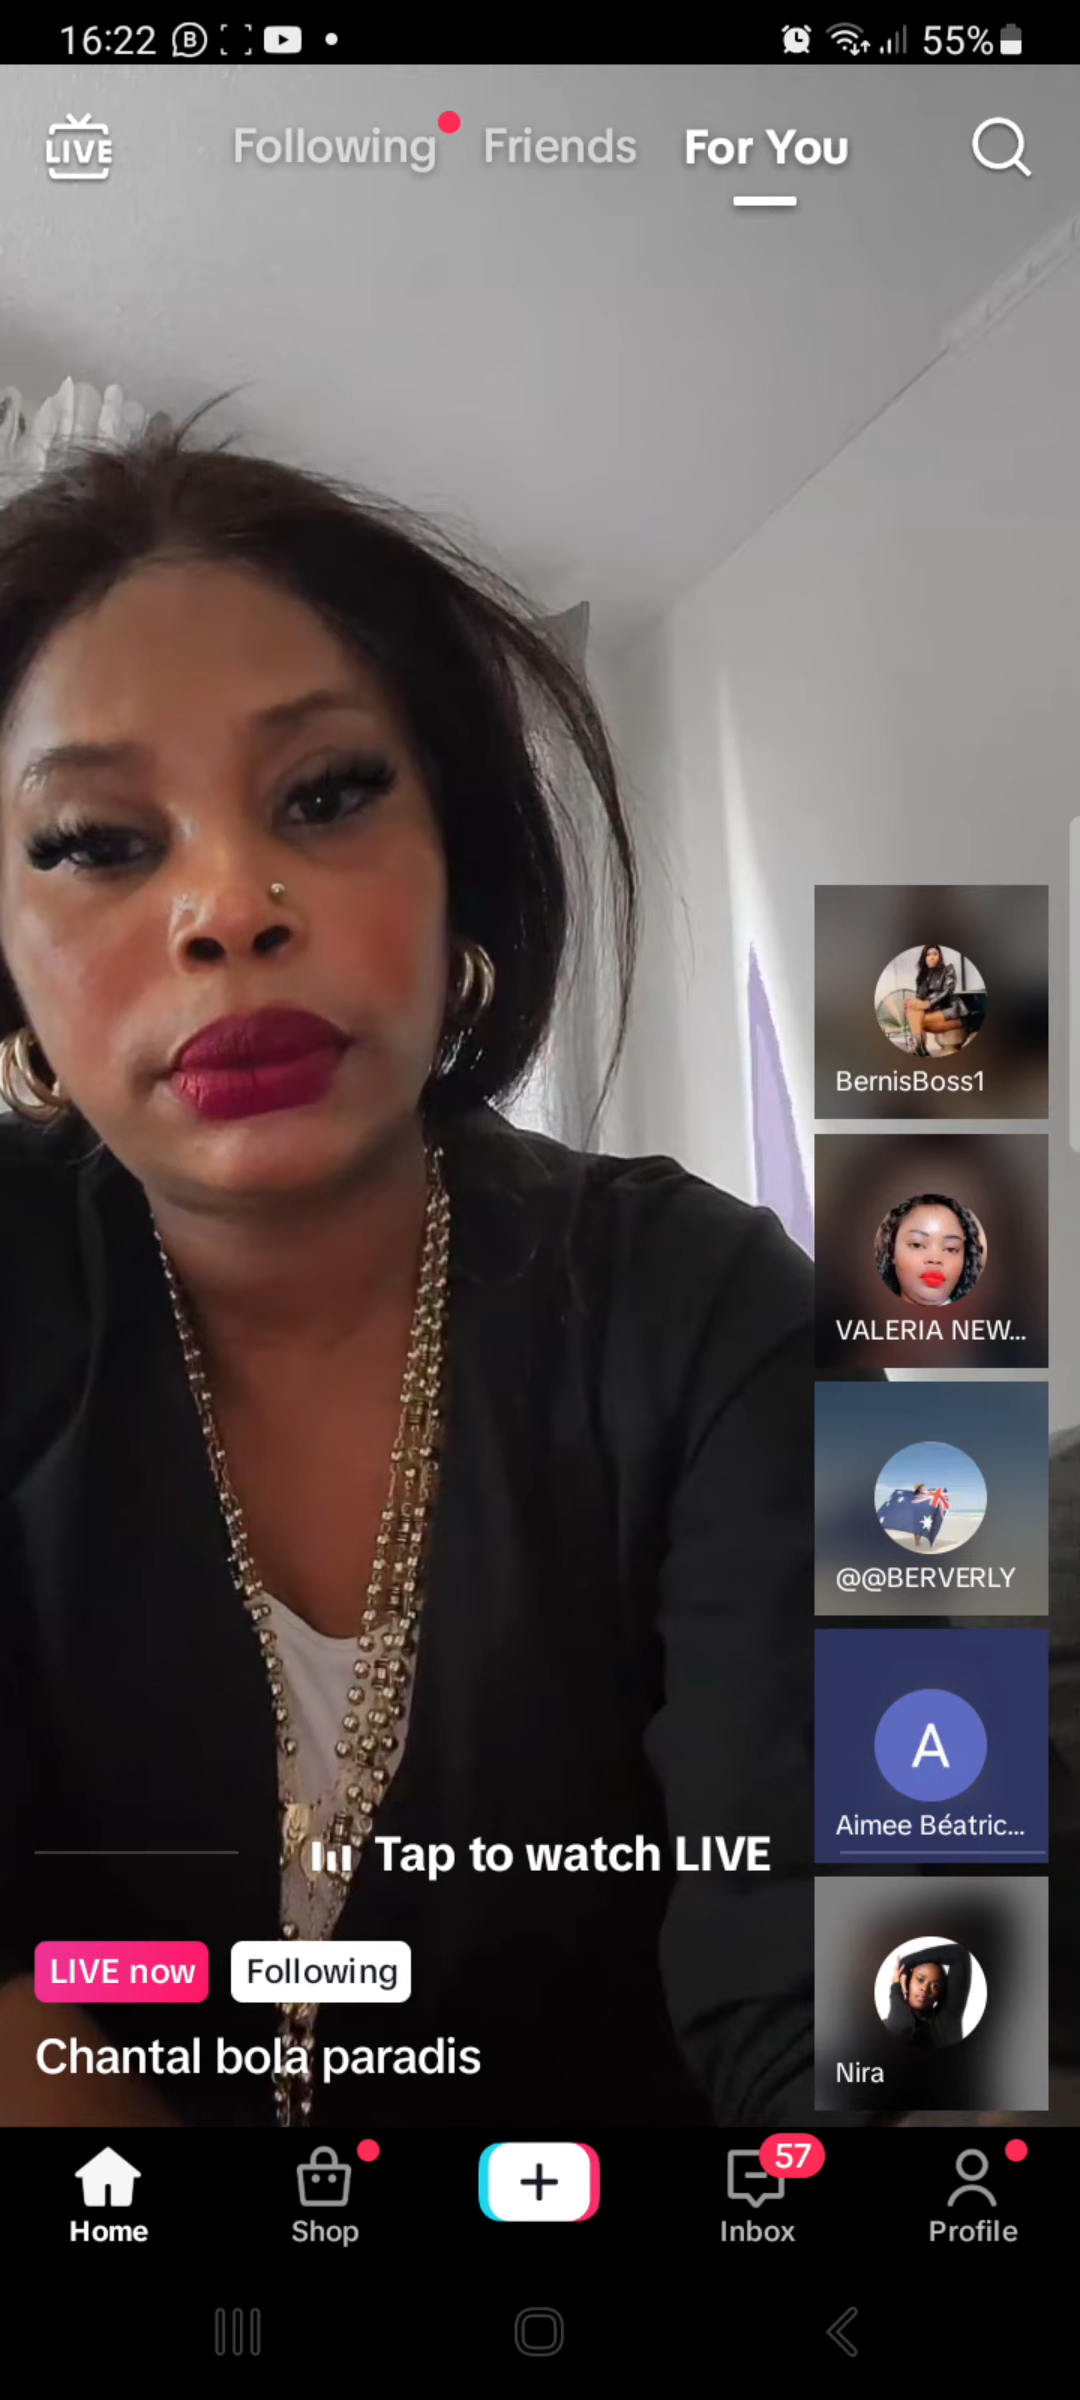 16:22
55%
LIVE
Following Friends For You
BernisBoss1
VALERIA NEW...
@@BERVERLY
A
Aimee Béatric...
Tap to watch LIVE
LIVE now Following
Nira
Chantal bola paradis
57
Home Shop Inbox Profile